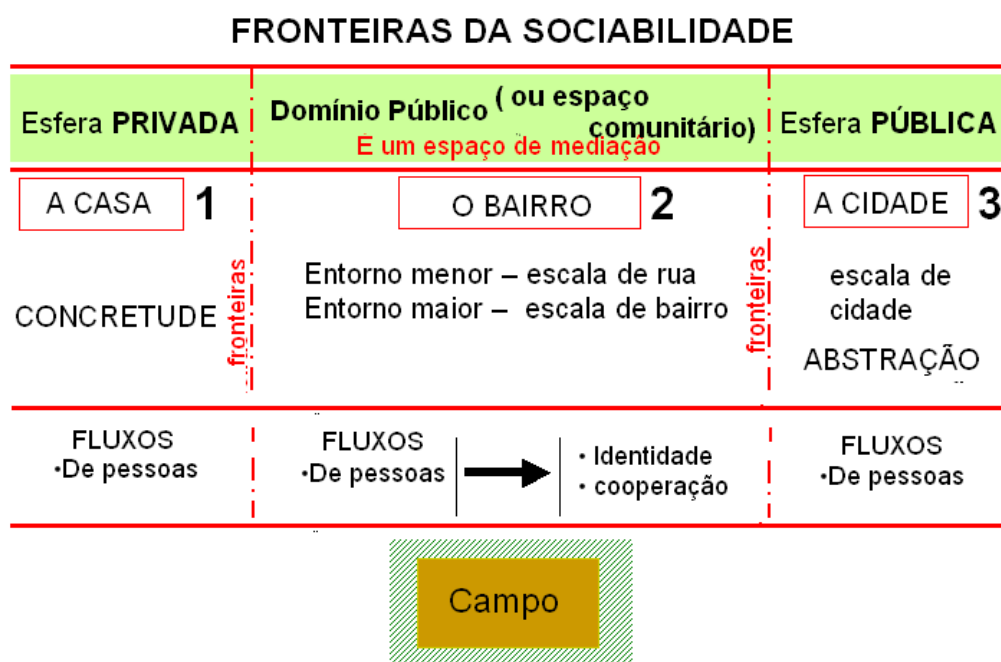 FRONTEIRAS DA SOCIABILIDADE
Esfera PRIVADA
Domínio Público ( ou espaço
comunitário)
E um espaço de mediação
Esfera PÚBLICA
A CASA 1
O BAIRRO 2
A CIDADE 3
CONCRETUDE
fronteiras
Entorno menor – escala de rua
Entorno maior – escala de bairro
fronteiras
escala de
cidade
ABSTRAÇÃO
FLUXOS
•De pessoas
FLUXOS
•De pessoas
• Identidade
• cooperação
FLUXOS
•De pessoas
Campo